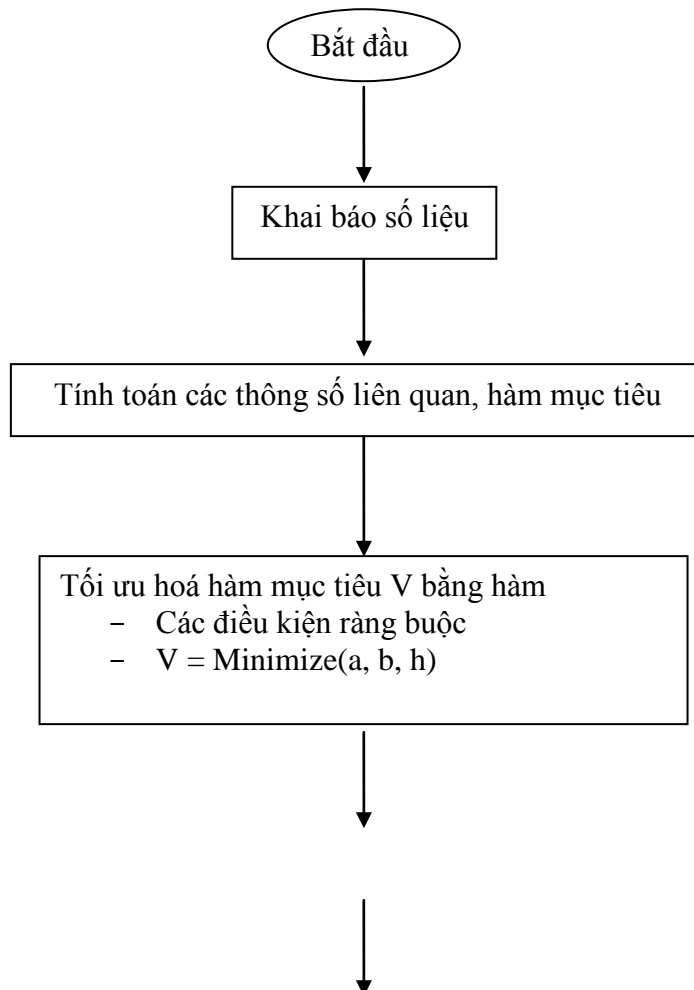 Bắt đầu
Khai báo số liệu
Tính toán các thông số liên quan, hàm mục tiêu
Tối ưu hoá hàm mục tiêu V bằng hàm
- Các điều kiện ràng buộc
- V = Minimize(a, b, h)